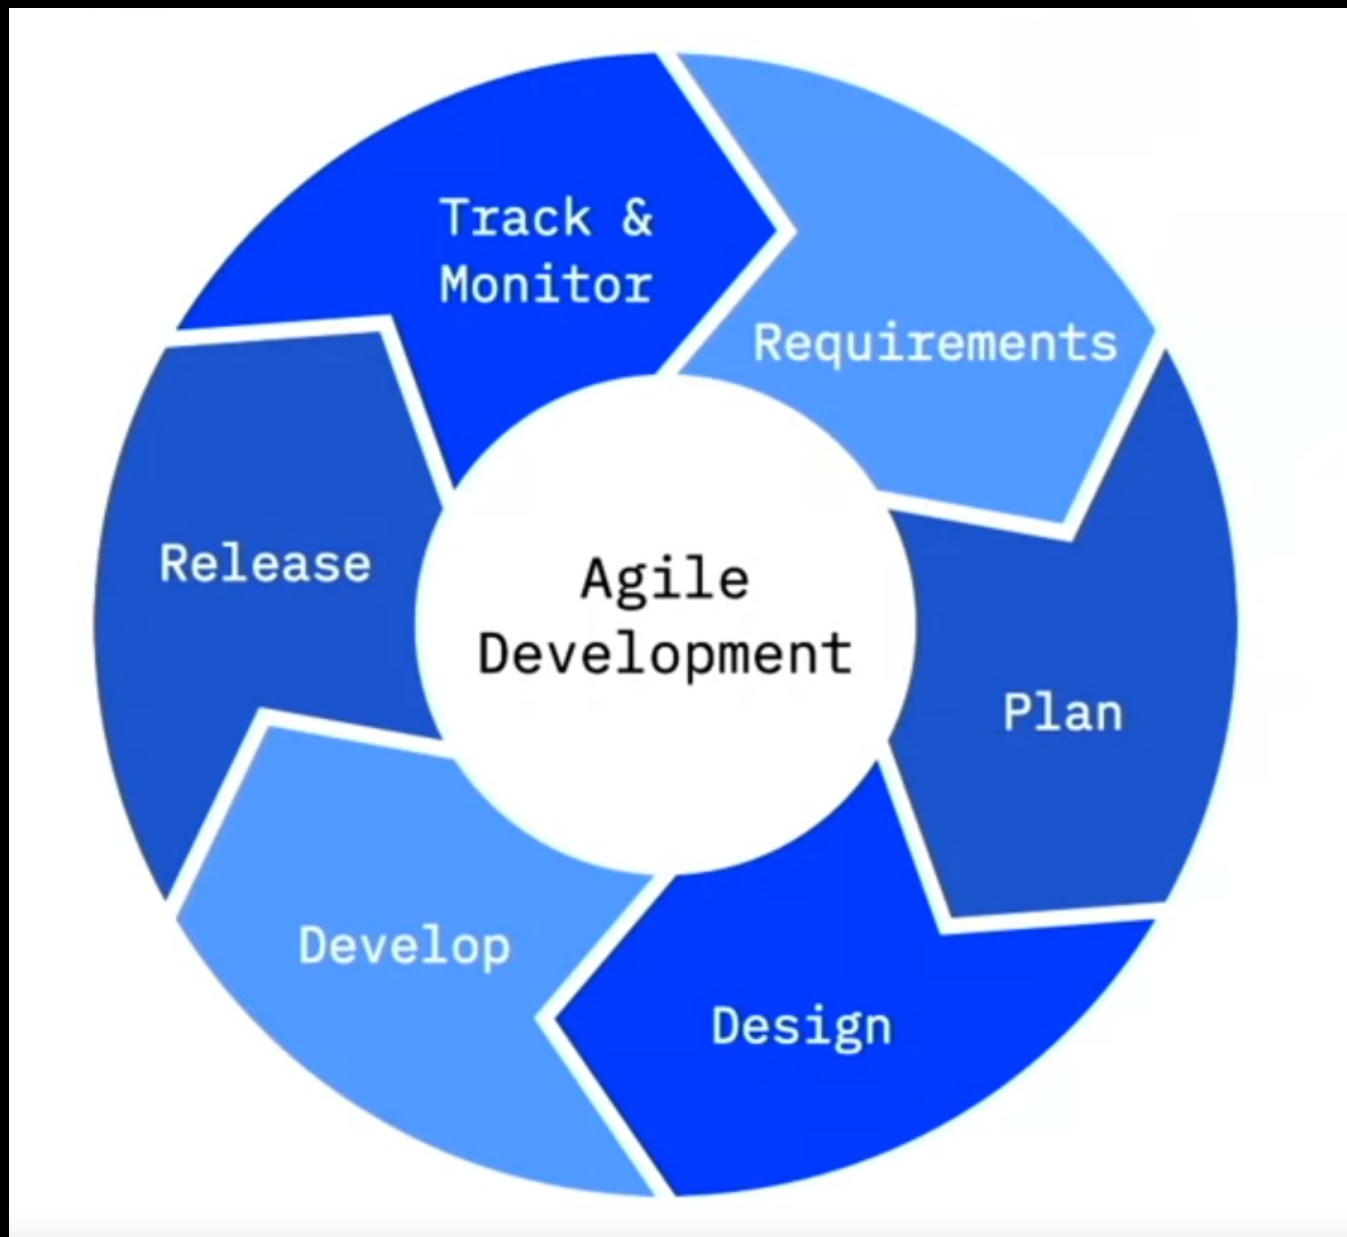 Track &
Monitor
Requirements
Release
Agile
Development
Plan
Develop
Design